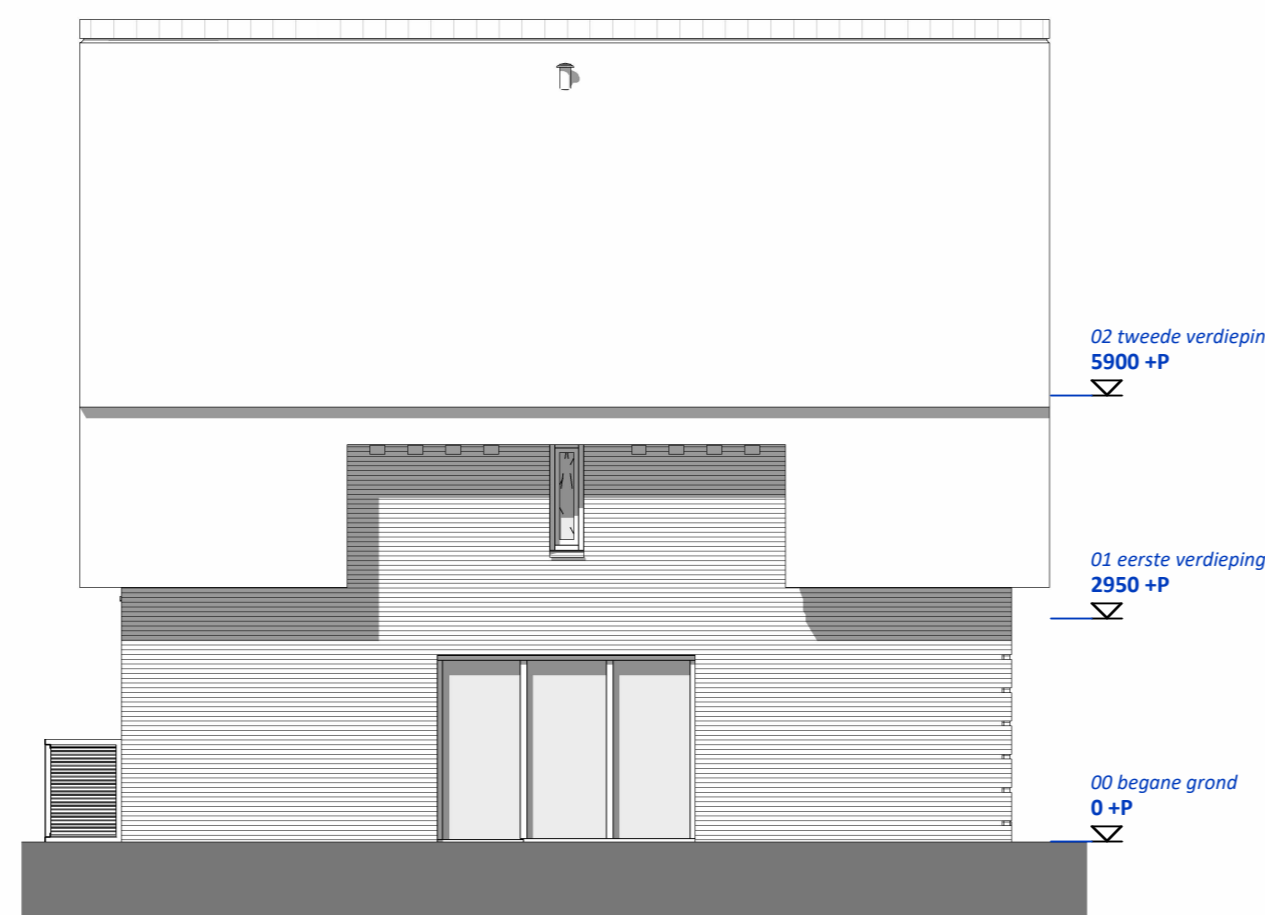 02 tweede verdiepin
5900 +P
01 eerste verdieping
2950 +P
00 begane grond
0 +P